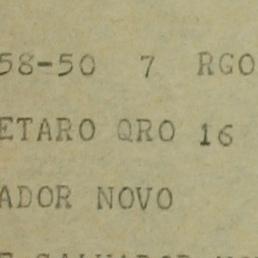 58-50 7 RGO
ETARO QRO 16
ADOR NOVO